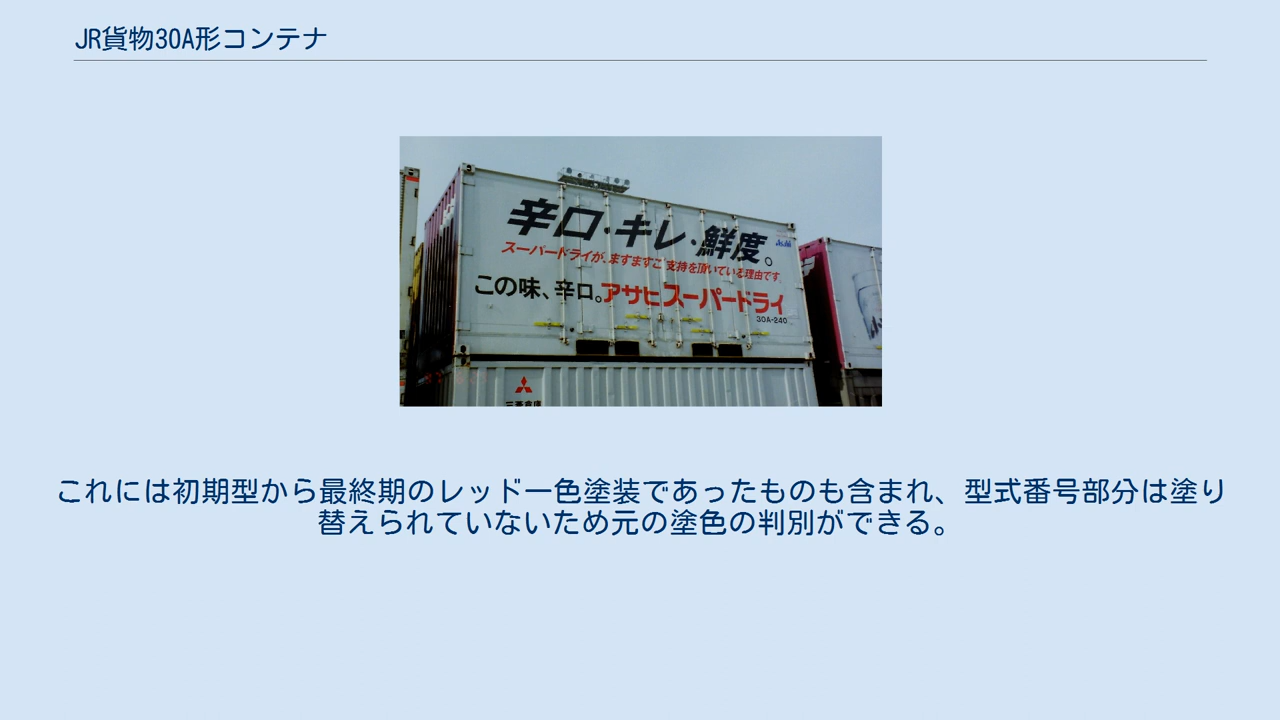 JR貨物30A形コンテナ
辛口・キレ・鮮度。
Asahi
スーパードライが、ますますご支持を頂いている理由です。
この味、辛口。アサヒスーパードライ
30A-240
三菱倉庫
これには初期型から最終期のレッド一色塗装であったものも含まれ、型式番号部分は塗り
替えられていないため元の塗色の判別ができる。